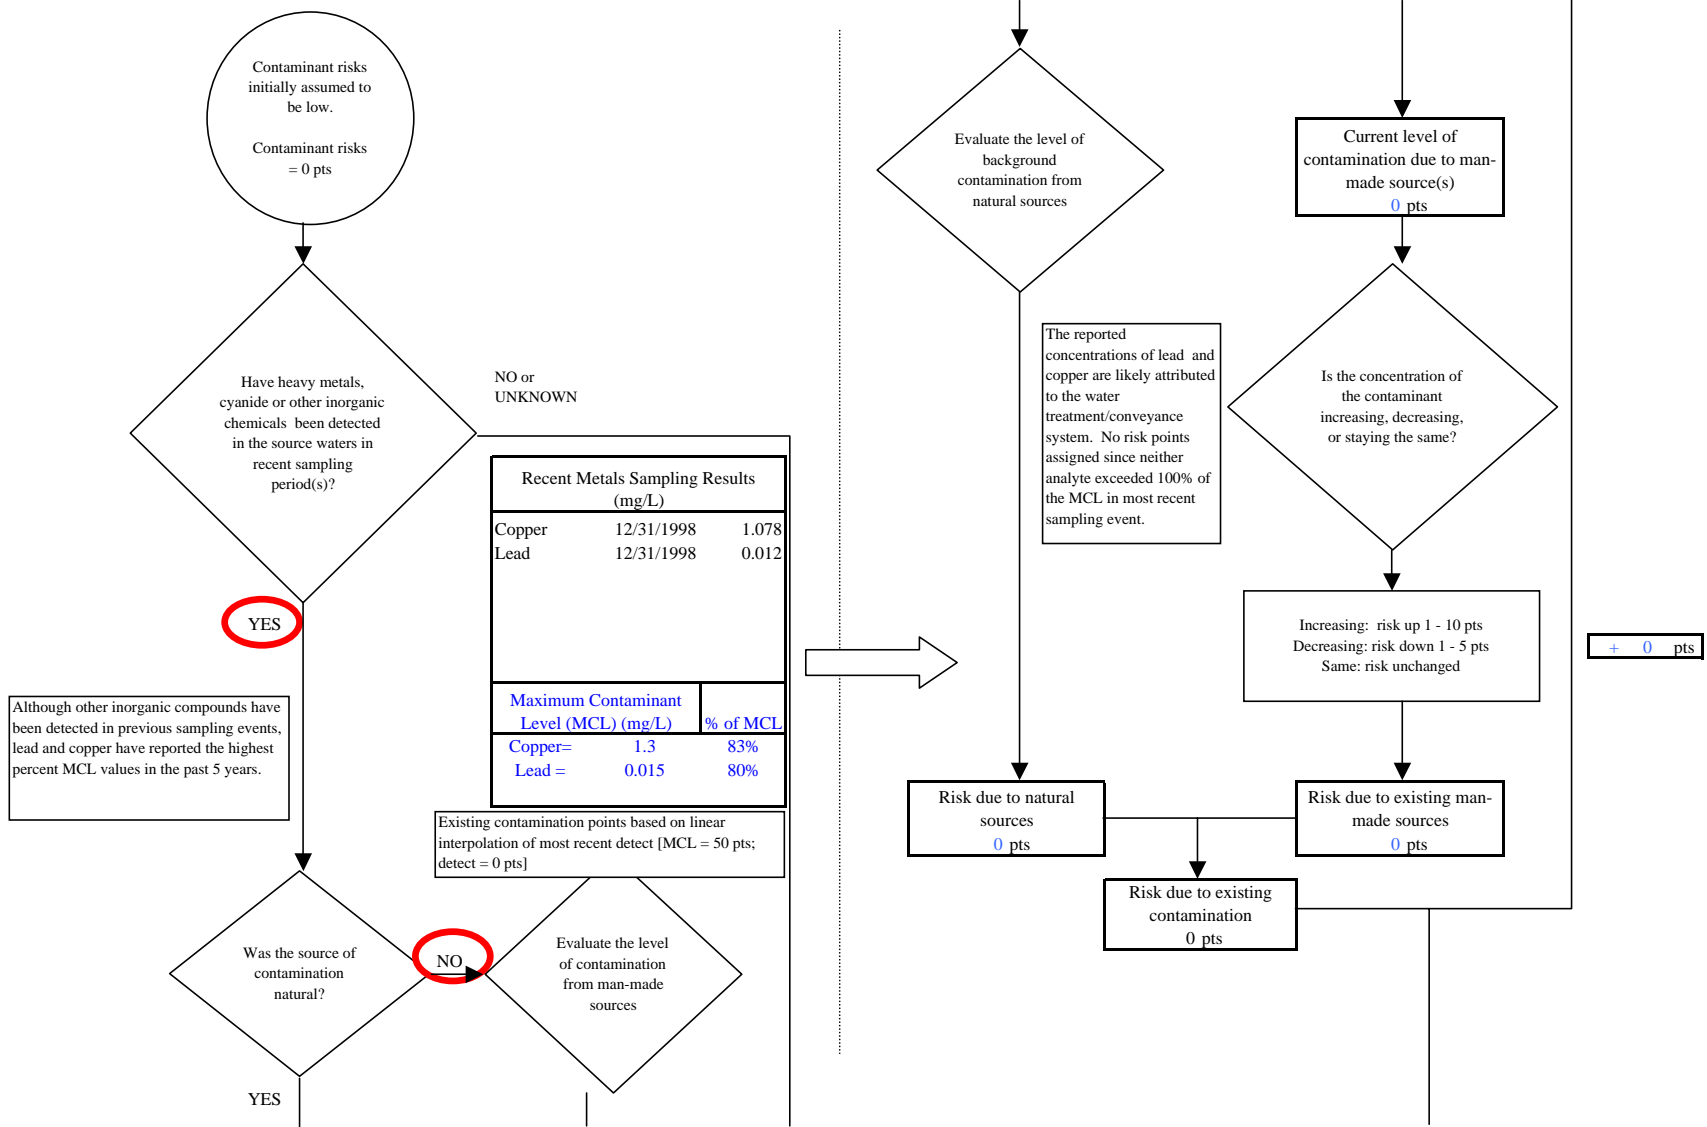 Contaminant risks
initially assumed to
be low.
Contaminant risks
= 0 pts
Have heavy metals,
cyanide or other inorganic
chemicals been detected
in the source waters in
recent sampling
period(s)?
NO or
UNKNOWN
YES
Recent Metals Sampling Results
(mg/L)
Copper 12/31/1998 1.078
Lead 12/31/1998 0.012
Maximum Contaminant
Level (MCL) (mg/L) % of MCL
Copper= 1.3 83%
Lead = 0.015 80%
Although other inorganic compounds have
been detected in previous sampling events,
lead and copper have reported the highest
percent MCL values in the past 5 years.
Existing contamination points based on linear
interpolation of most recent detect [MCL = 50 pts;
detect = 0 pts]
Was the source of
contamination
natural?
NO
Evaluate the level
of contamination
from man-made
sources
YES
Evaluate the level of
background
contamination from
natural sources
Current level of
contamination due to man-
made source(s)
0 pts
The reported
concentrations of lead and
copper are likely attributed
to the water
treatment/conveyance
system. No risk points
assigned since neither
analyte exceeded 100% of
the MCL in most recent
sampling event.
Is the concentration of
the contaminant
increasing, decreasing,
or staying the same?
Increasing: risk up 1 - 10 pts
Decreasing: risk down 1 - 5 pts
Same: risk unchanged
+ 0 pts
Risk due to natural
sources
0 pts
Risk due to existing man-
made sources
0 pts
Risk due to existing
contamination
0 pts